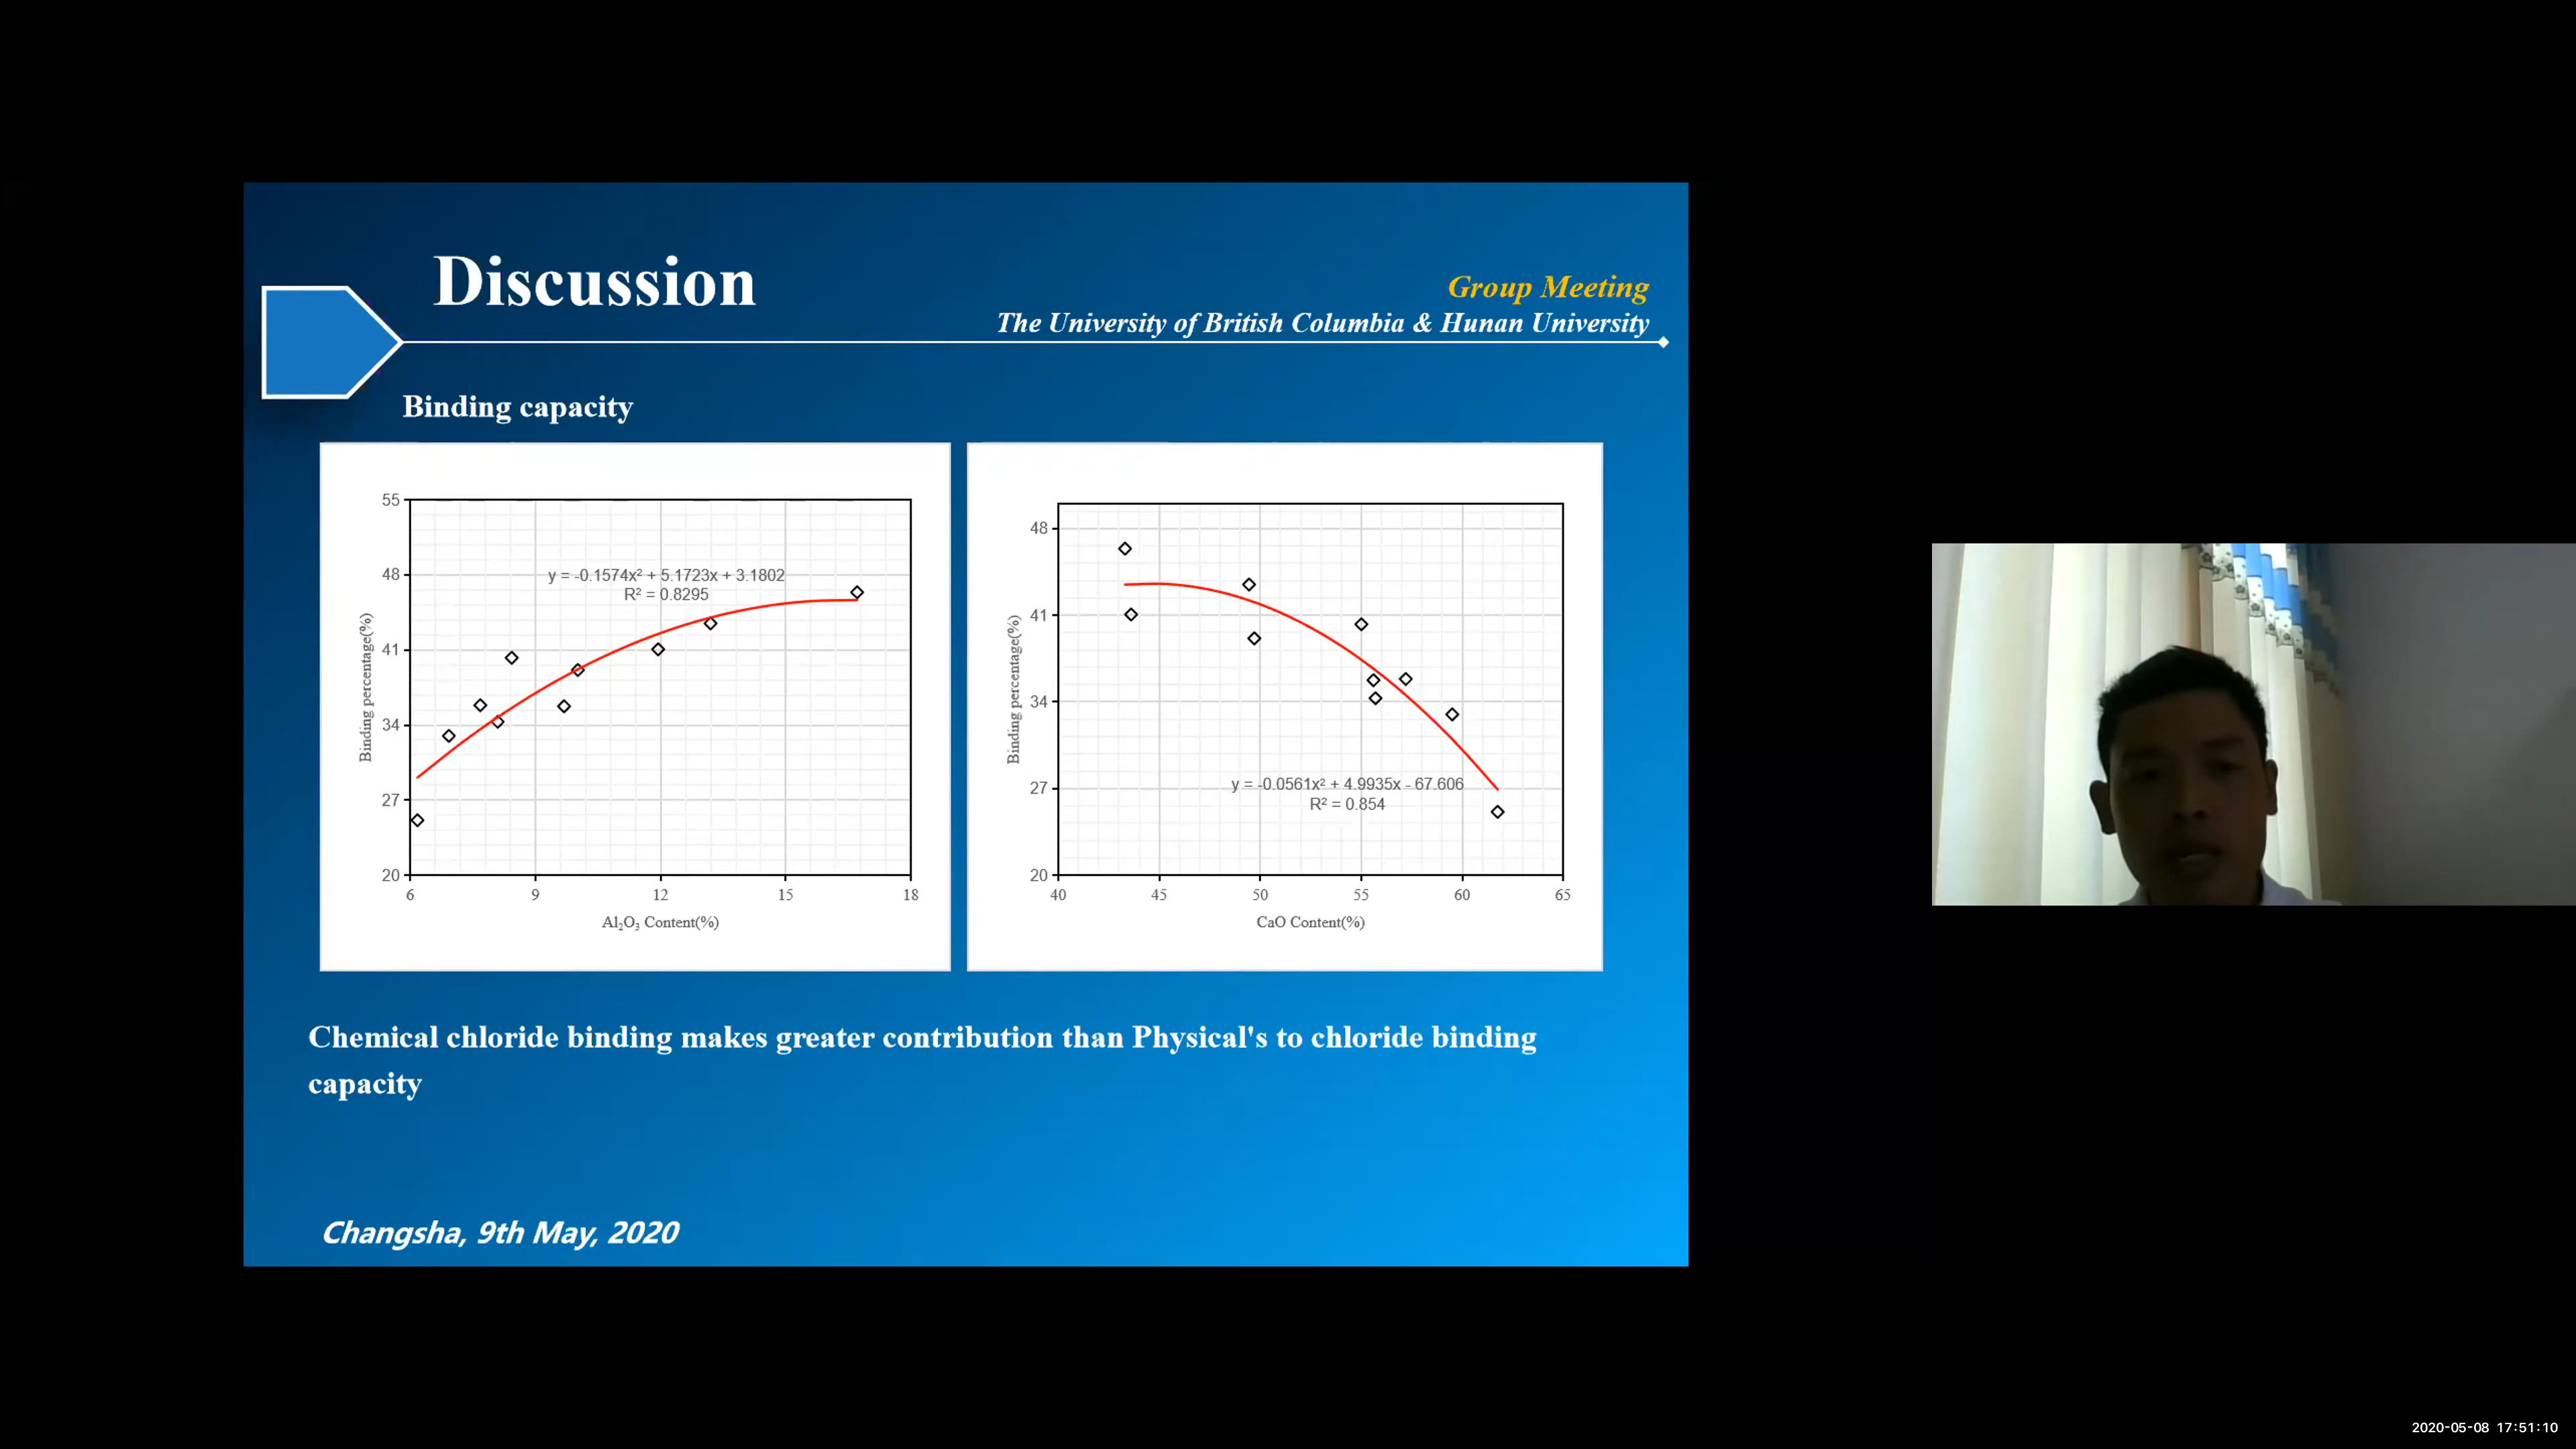 Discussion
Group Meeting
The University of British Columbia & Hunan University
Binding capacity
55
48
41
34
27
20
6
9
12
15
18
Binding percentage(%)
Al₂O₃ Content(%)
y = -0.1574x² + 5.1723x + 3.1802
R² = 0.8295
48
41
34
27
20
40
45
50
55
60
65
Binding percentage(%)
CaO Content(%)
y = -0.0561x² + 4.9935x - 67.606
R² = 0.854
Chemical chloride binding makes greater contribution than Physical's to chloride binding
capacity
Changsha, 9th May, 2020
2020-05-08 17:51:10